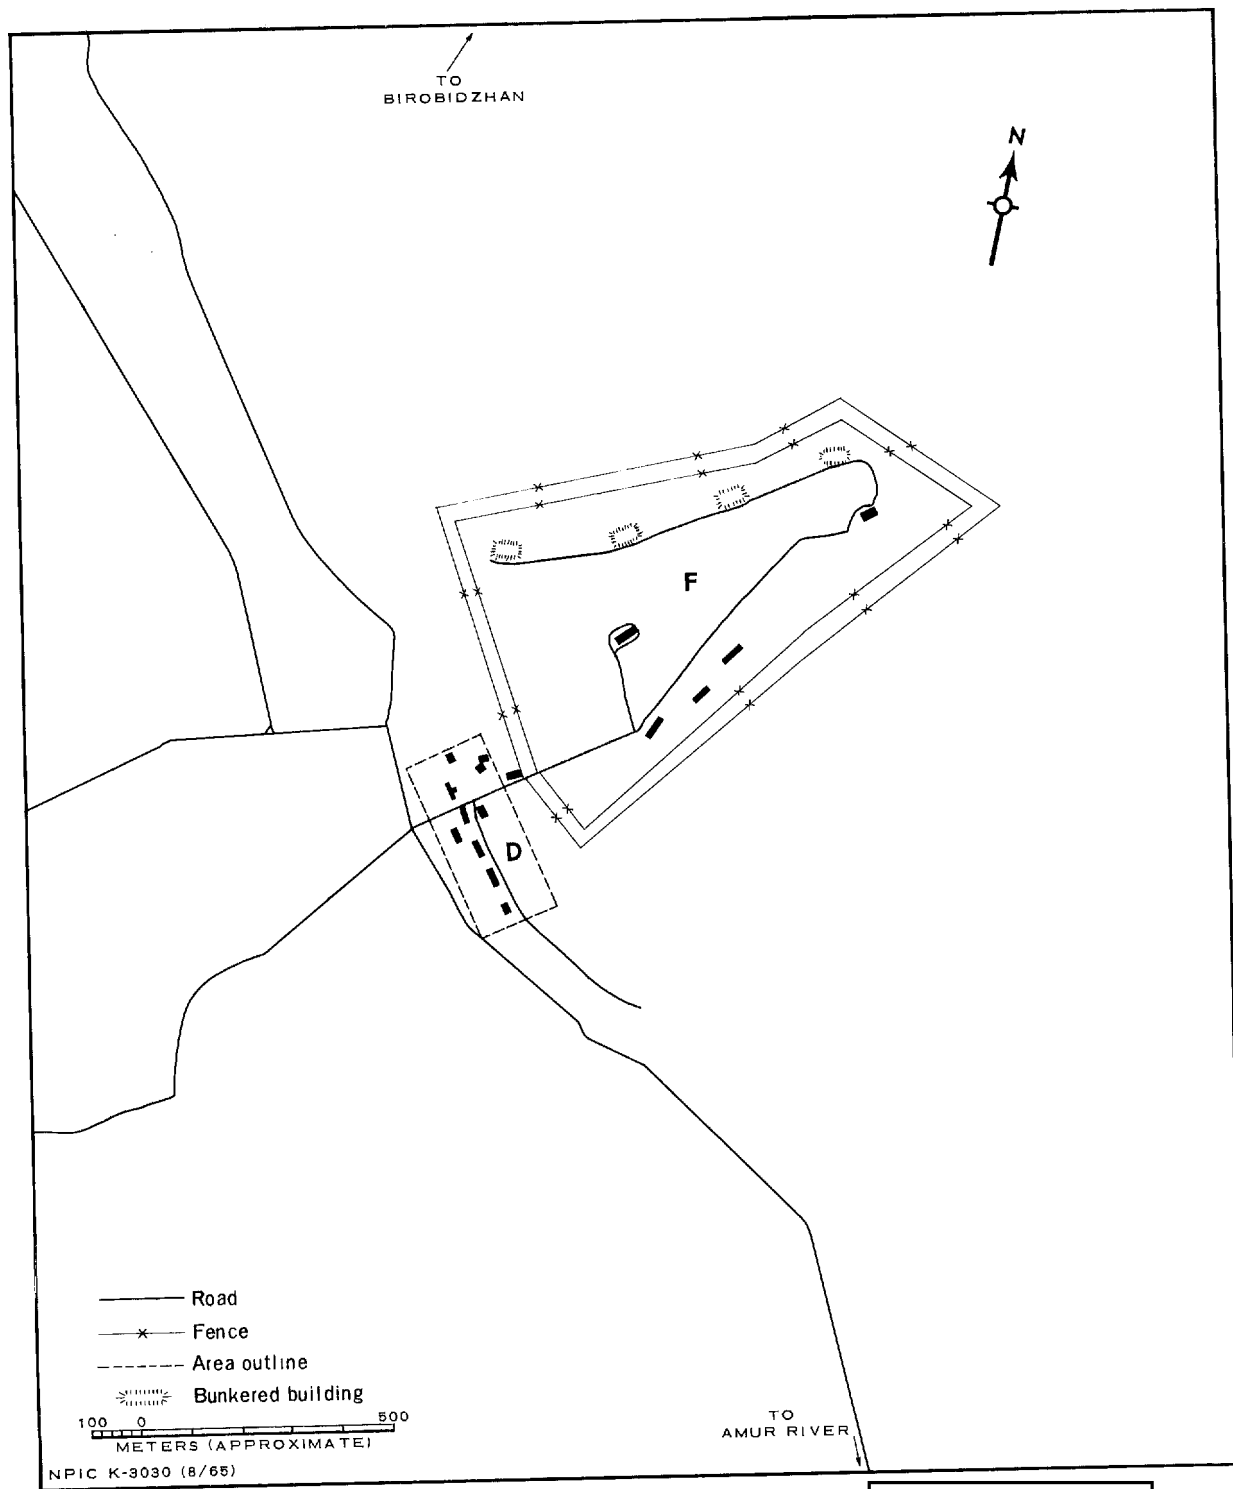 TO
BIROBIDZHAN
N
F
D
Road
Fence
Area outline
Bunkered building
100 0 500
METERS (APPROXIMATE)
NPIC K-3030 (8/65)
TO
AMUR RIVER